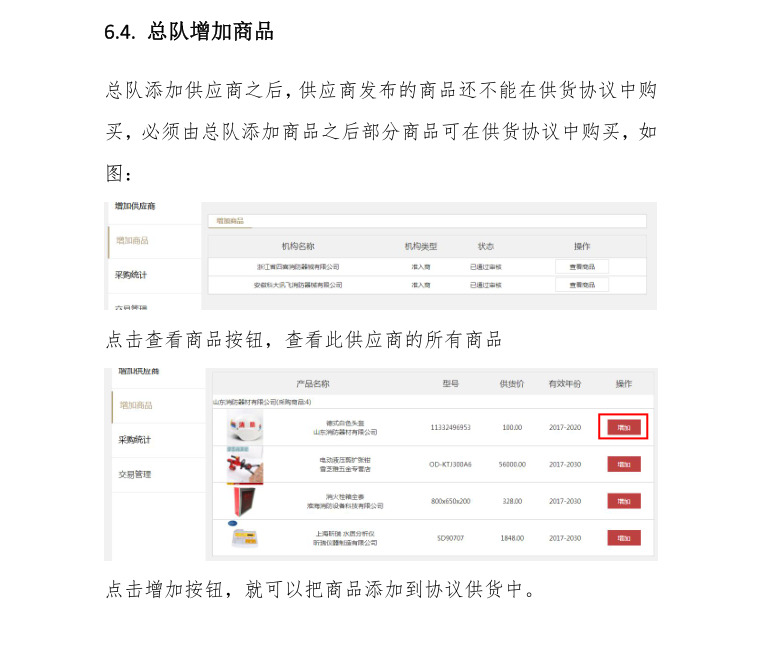 6.4. 总队增加商品
总队添加供应商之后，供应商发布的商品还不能在供货协议中购
买，必须由总队添加商品之后部分商品可在供货协议中购买，如
图：
增加供应商
增加商品
增加商品
机构名称 机构类型 状态 操作
浙江省四霄消防器械有限公司 准入商 已通过审核 查看商品
采购统计
安徽科大讯飞消防器械有限公司 准入商 已通过审核 查看商品
交易管理
点击查看商品按钮，查看此供应商的所有商品
增加供应商
产品名称 型号 供货价 有效年份 操作
山东消防器材有限公司(采购商品:4)
增加商品
德式白色头盔
山东消防器材有限公司
11332496953 180.00 2017-2020 增加
采购统计
电动液压剪扩张钳
OD-KTJ300A6 56000.00 2017-2030 增加
交易管理
消火栓箱全套
淮海消防设备科技有限公司
800x650x200 328.00 2017-2030 增加
上海昕瑞 水质分析仪
昕瑞仪器制造有限公司
SD90707 1848.00 2017-2030 增加
点击增加按钮，就可以把商品添加到协议供货中。